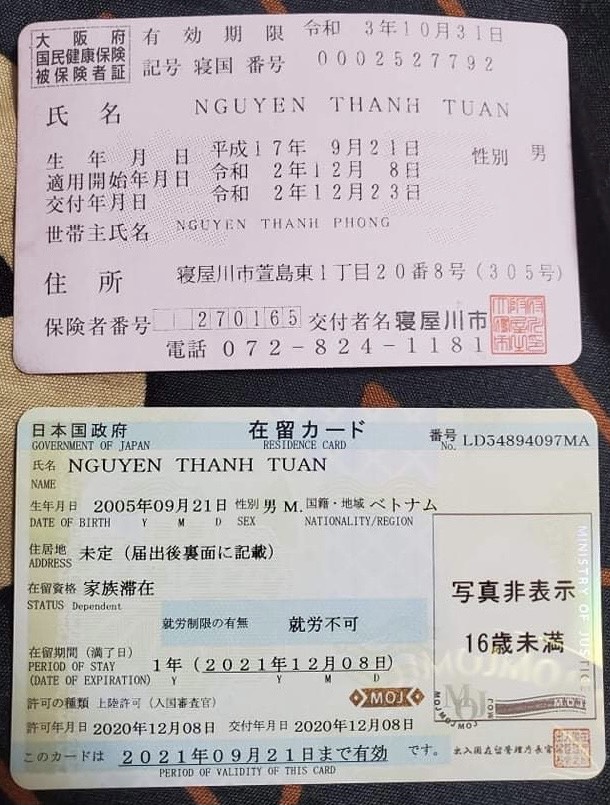 大阪府
国民健康保険
被保険者証
有効期限 令和 3年10月31日
記号 寝国 番号 0002527792
氏名 NGUYEN THANH TUAN
生年月日 平成17年 9月21日 性別 男
適用開始年月日 令和 2年12月 8日
交付年月日 令和 2年12月23日
世帯主氏名 NGUYEN THANH PHONG
住所 寝屋川市萱島東1丁目20番8号(305号)
保険者番号 270165 交付者名 寝屋川市
電話 072-824-1181
日本国政府 在留カード 番号 LD54894097MA
GOVERNMENT OF JAPAN RESIDENCE CARD No.
氏名 NGUYEN THANH TUAN
NAME
生年月日 2005年09月21日 性別 男 M. 国籍・地域 ベトナム
DATE OF BIRTH Y M D SEX NATIONALITY/REGION
住居地 未定(届出後裏面に記載)
ADDRESS
在留資格 家族滞在
STATUS Dependent
就労制限の有無 就労不可
在留期間(満了日)
PERIOD OF STAY 1年(2021年12月08日)
(DATE OF EXPIRATION) Y Y M D
許可の種類 上陸許可(入国審査官)
許可年月日 2020年12月08日 交付年月日 2020年12月08日
このカードは 2021年09月21日まで有効 です。
PERIOD OF VALIDITY OF THIS CARD
写真非表示
16歳未満
MINISTRY OF JUSTICE
MOJ
MOJ
出入国在留管理庁長官